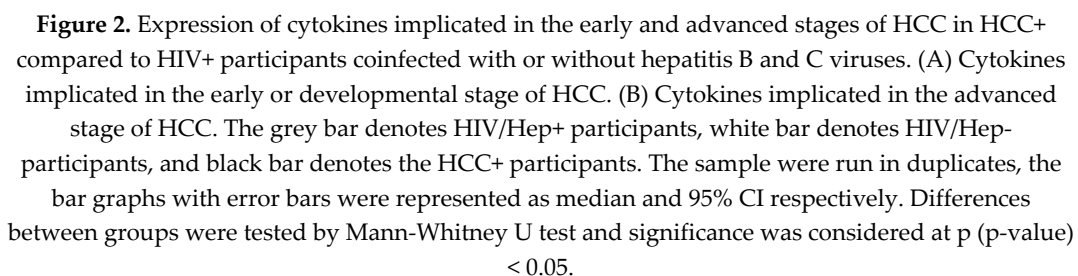 Figure 2. Expression of cytokines implicated in the early and advanced stages of HCC in HCC+
compared to HIV+ participants coinfected with or without hepatitis B and C viruses. (A) Cytokines
implicated in the early or developmental stage of HCC. (B) Cytokines implicated in the advanced
stage of HCC. The grey bar denotes HIV/Hep+ participants, white bar denotes HIV/Hep-
participants, and black bar denotes the HCC+ participants. The sample were run in duplicates, the
bar graphs with error bars were represented as median and 95% CI respectively. Differences
between groups were tested by Mann-Whitney U test and significance was considered at p (p-value)
< 0.05.